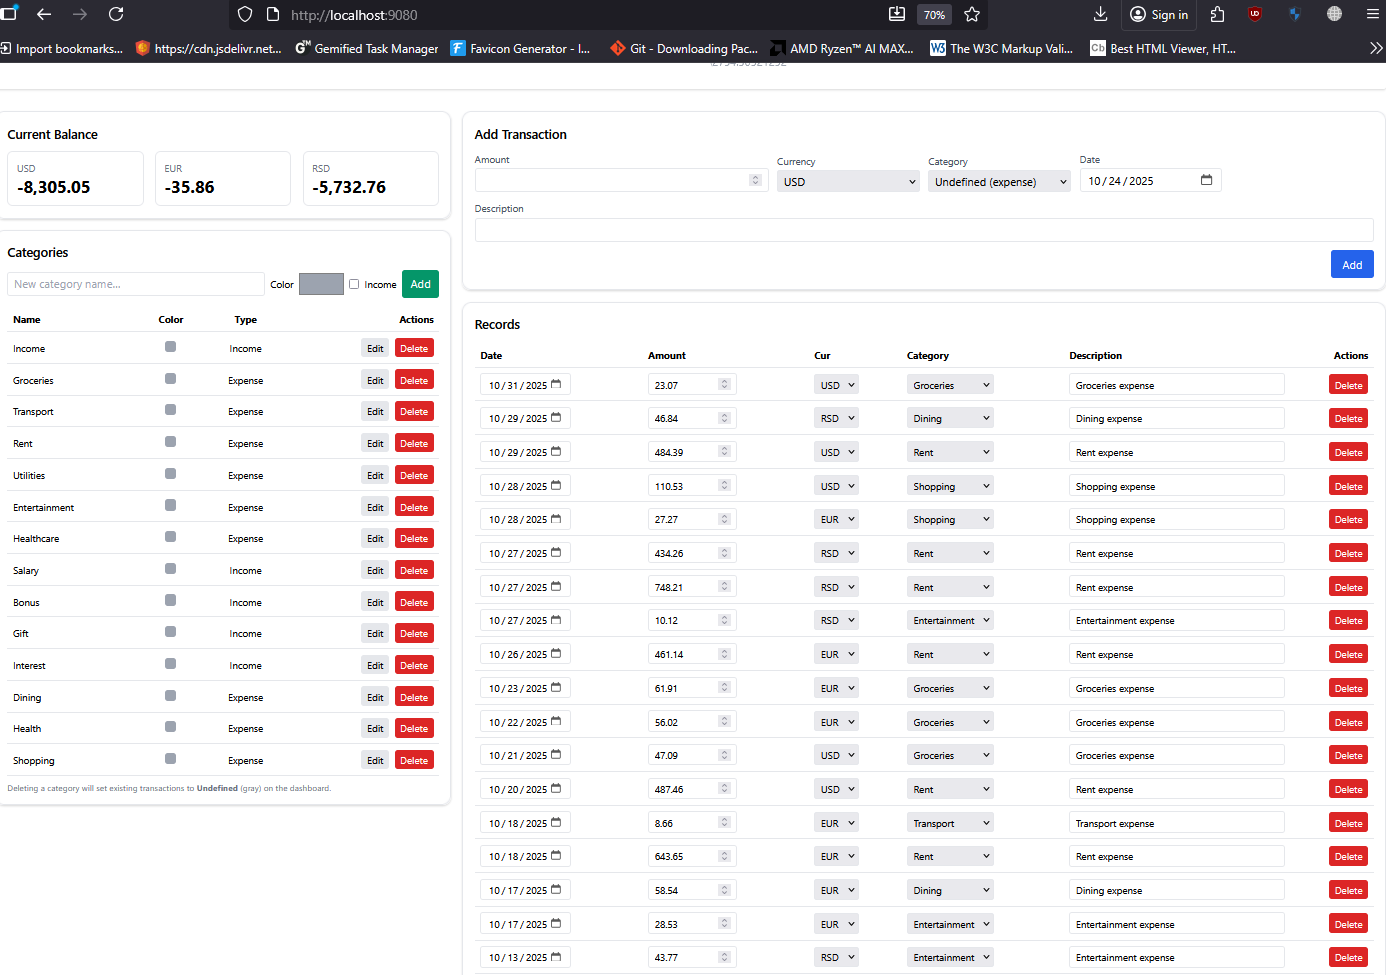 http://localhost:9080
70%
Sign in
Import bookmarks...
https://cdn.jsdelivr.net...
Gemified Task Manager
Favicon Generator - I...
Git - Downloading Pac...
AMD Ryzen™ AI MAX...
W3 The W3C Markup Vali...
Cb Best HTML Viewer, HT...
Current Balance
USD
-8,305.05
EUR
-35.86
RSD
-5,732.76
Categories
New category name...
Color
Income
Add
Name Color Type Actions
Income Income Edit Delete
Groceries Expense Edit Delete
Transport Expense Edit Delete
Rent Expense Edit Delete
Utilities Expense Edit Delete
Entertainment Expense Edit Delete
Healthcare Expense Edit Delete
Salary Income Edit Delete
Bonus Income Edit Delete
Gift Income Edit Delete
Interest Income Edit Delete
Dining Expense Edit Delete
Health Expense Edit Delete
Shopping Expense Edit Delete
Deleting a category will set existing transactions to Undefined (gray) on the dashboard.
Add Transaction
Amount
Currency
USD
Category
Undefined (expense)
Date
10/24/2025
Description
Add
Records
Date Amount Cur Category Description Actions
10/31/2025 23.07 USD Groceries Groceries expense Delete
10/29/2025 46.84 RSD Dining Dining expense Delete
10/29/2025 484.39 USD Rent Rent expense Delete
10/28/2025 110.53 USD Shopping Shopping expense Delete
10/28/2025 27.27 EUR Shopping Shopping expense Delete
10/27/2025 434.26 RSD Rent Rent expense Delete
10/27/2025 748.21 RSD Rent Rent expense Delete
10/27/2025 10.12 RSD Entertainment Entertainment expense Delete
10/26/2025 461.14 EUR Rent Rent expense Delete
10/23/2025 61.91 EUR Groceries Groceries expense Delete
10/22/2025 56.02 EUR Groceries Groceries expense Delete
10/21/2025 47.09 USD Groceries Groceries expense Delete
10/20/2025 487.46 USD Rent Rent expense Delete
10/18/2025 8.66 EUR Transport Transport expense Delete
10/18/2025 643.65 EUR Rent Rent expense Delete
10/17/2025 58.54 EUR Dining Dining expense Delete
10/17/2025 28.53 EUR Entertainment Entertainment expense Delete
10/13/2025 43.77 RSD Entertainment Entertainment expense Delete